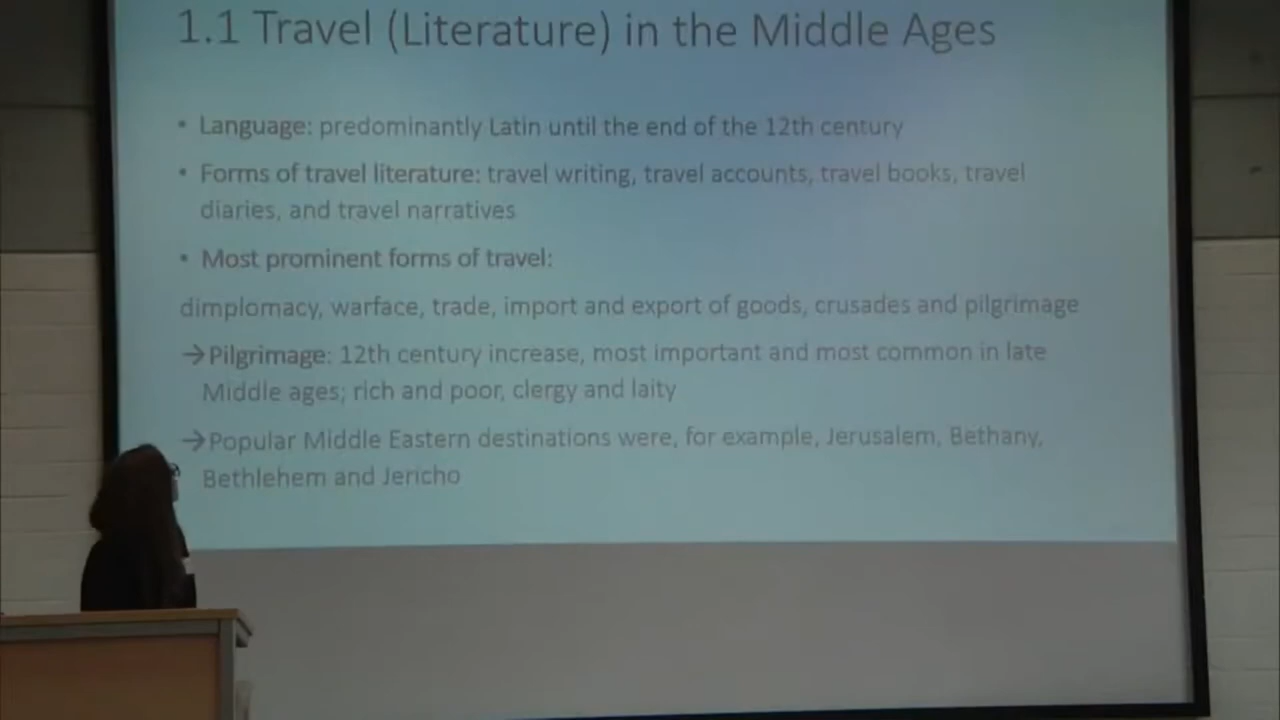 1.1 Travel (Literature) in the Middle Ages
• Language: predominantly Latin until the end of the 12th century
• Forms of travel literature: travel writing, travel accounts, travel books, travel
diaries, and travel narratives
• Most prominent forms of travel:
dimplomacy, warface, trade, import and export of goods, crusades and pilgrimage
→Pilgrimage: 12th century increase, most important and most common in late
Middle ages; rich and poor, clergy and laity
→Popular Middle Eastern destinations were, for example, Jerusalem, Bethany,
Bethlehem and Jericho